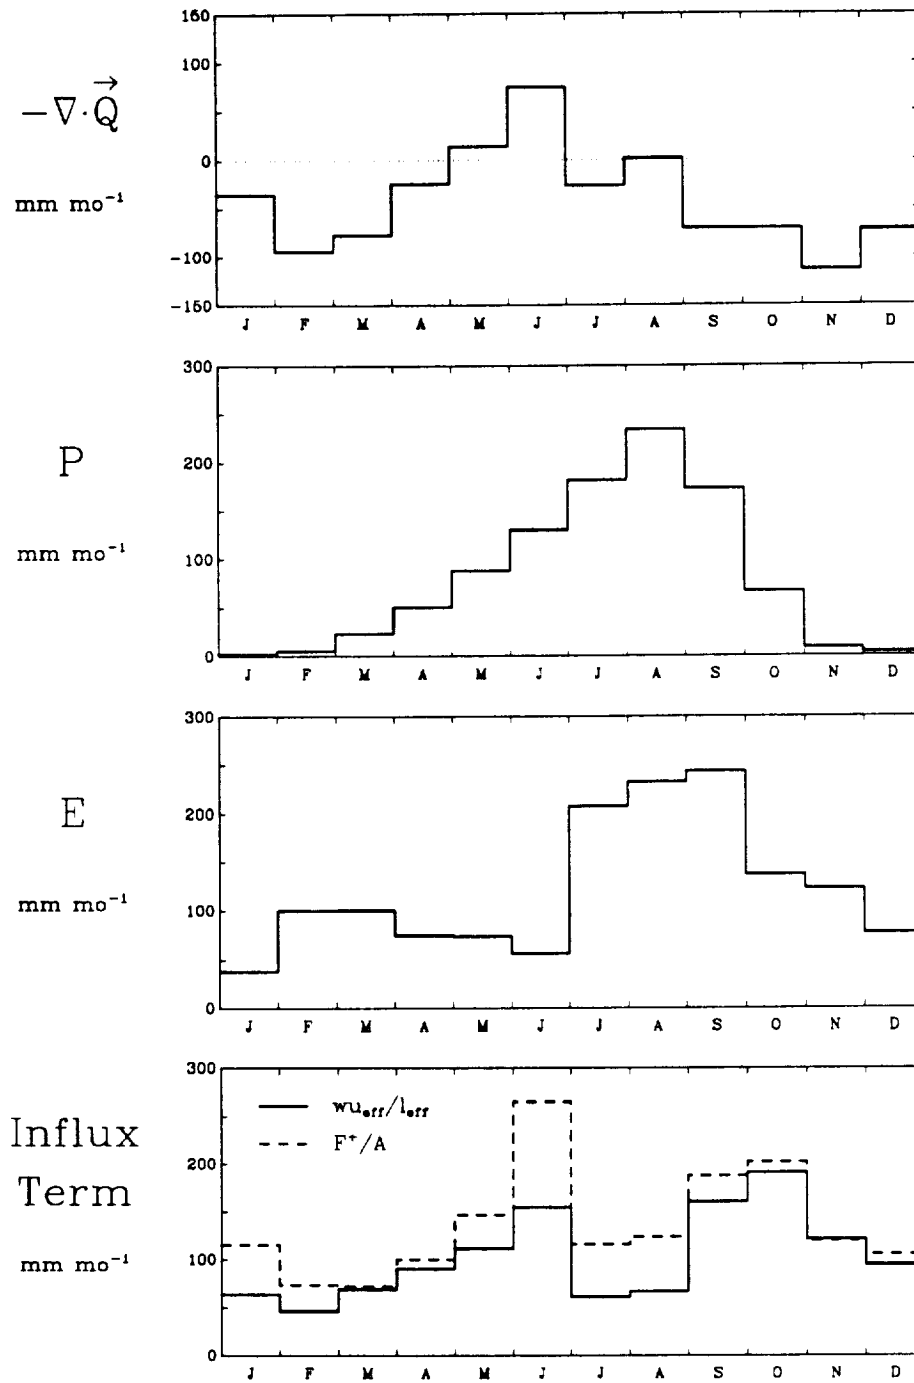 150
100
−∇·Q⃗
0
mm mo⁻¹
−100
−150
J F M A M J J A S O N D
300
P
200
mm mo⁻¹
100
0
J F M A M J J A S O N D
300
E
200
mm mo⁻¹
100
0
J F M A M J J A S O N D
300
wu_eff/l_eff
Influx
F⁺/A
200
Term
mm mo⁻¹
100
0
J F M A M J J A S O N D